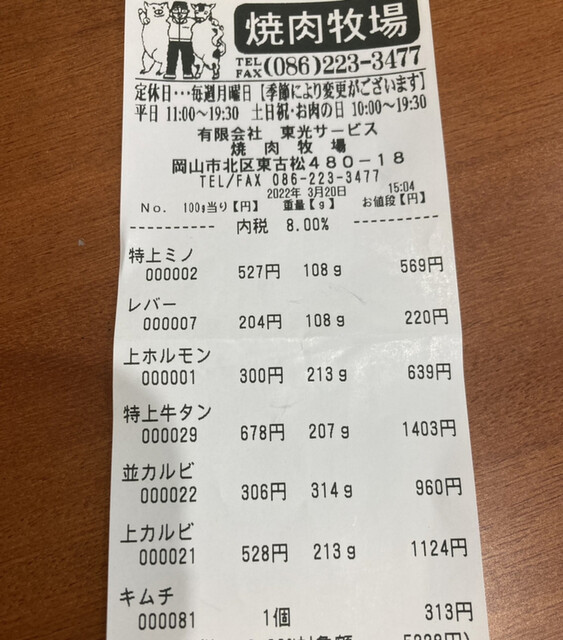 焼肉牧場
TEL FAX (086)223-3477
定休日･･･毎週月曜日【季節により変更がございます】
平日 11:00~19:30 土日祝･お肉の日 10:00~19:30
有限会社 東光サービス
焼 肉 牧 場
岡山市北区東古松480-18
TEL/FAX 086-223-3477
2022年 3月20日 15:04
No. 100g当り【円】 重量【g】 お値段【円】
----------- 内税 8.00% -----------
特上ミノ
000002 527円 108g 569円
レバー
000007 204円 108g 220円
上ホルモン
000001 300円 213g 639円
特上牛タン
000029 678円 207g 1403円
並カルビ
000022 306円 314g 960円
上カルビ
000021 528円 213g 1124円
キムチ
000081 1個 313円